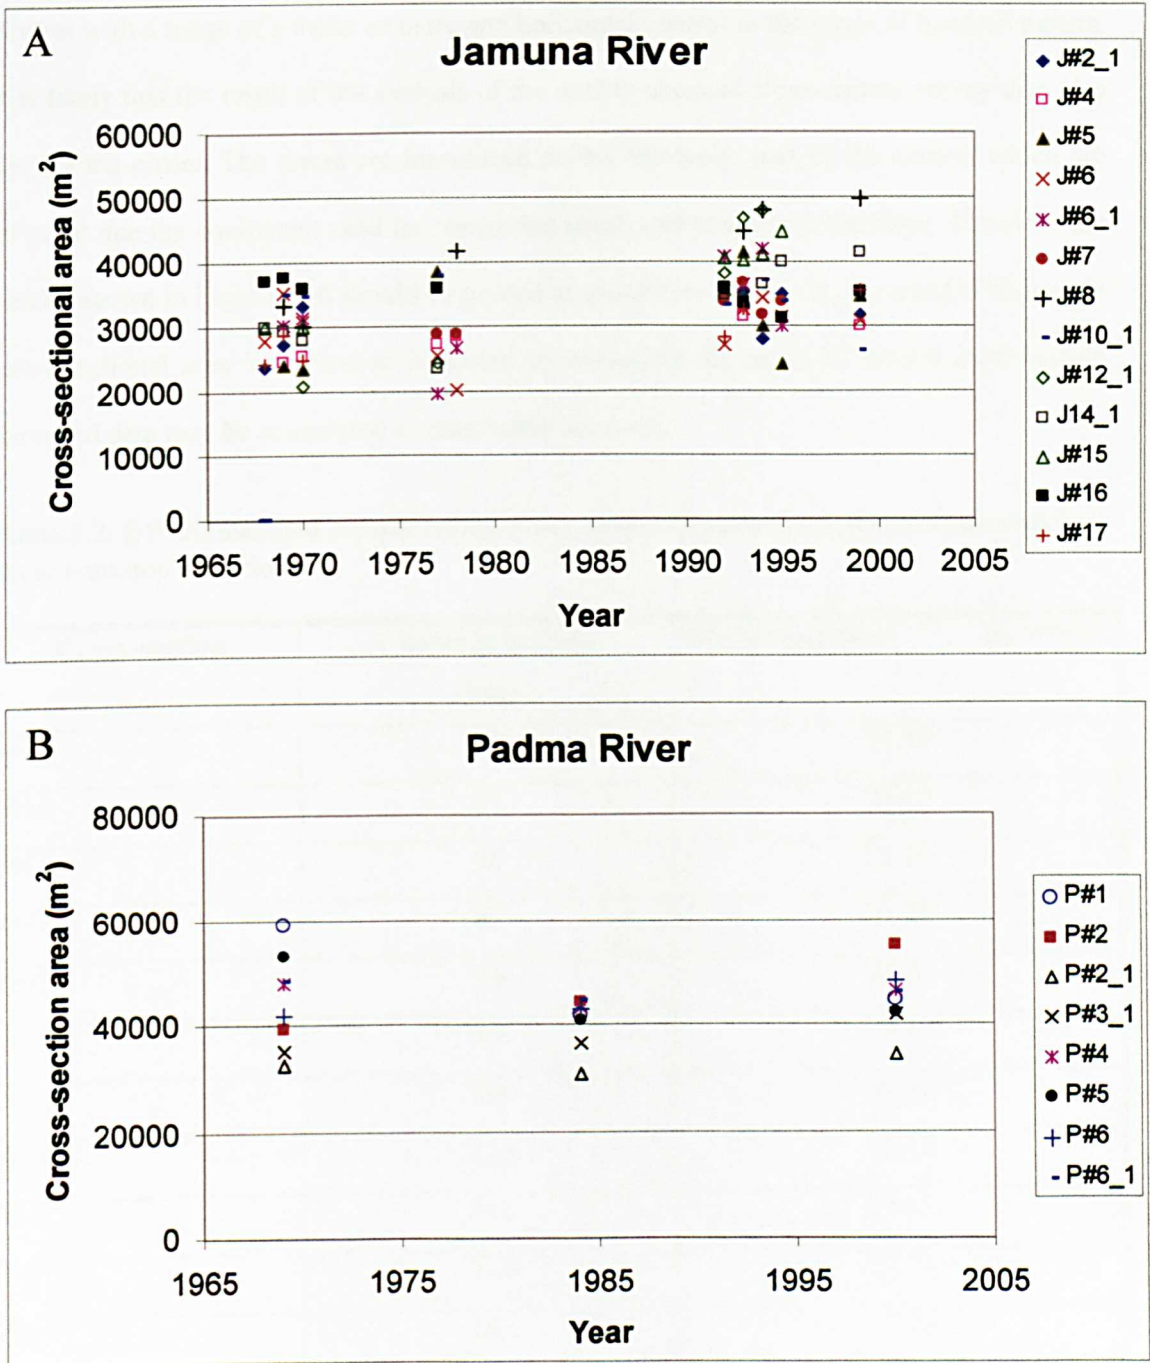 A
Jamuna River
Cross-sectional area (m²)
60000
50000
40000
30000
20000
10000
0
1965 1970 1975 1980 1985 1990 1995 2000 2005
Year
J#2_1
J#4
J#5
J#6
J#6_1
J#7
J#8
J#10_1
J#12_1
J14_1
J#15
J#16
J#17
B
Padma River
Cross-section area (m²)
80000
60000
40000
20000
0
1965 1975 1985 1995 2005
Year
P#1
P#2
P#2_1
P#3_1
P#4
P#5
P#6
P#6_1